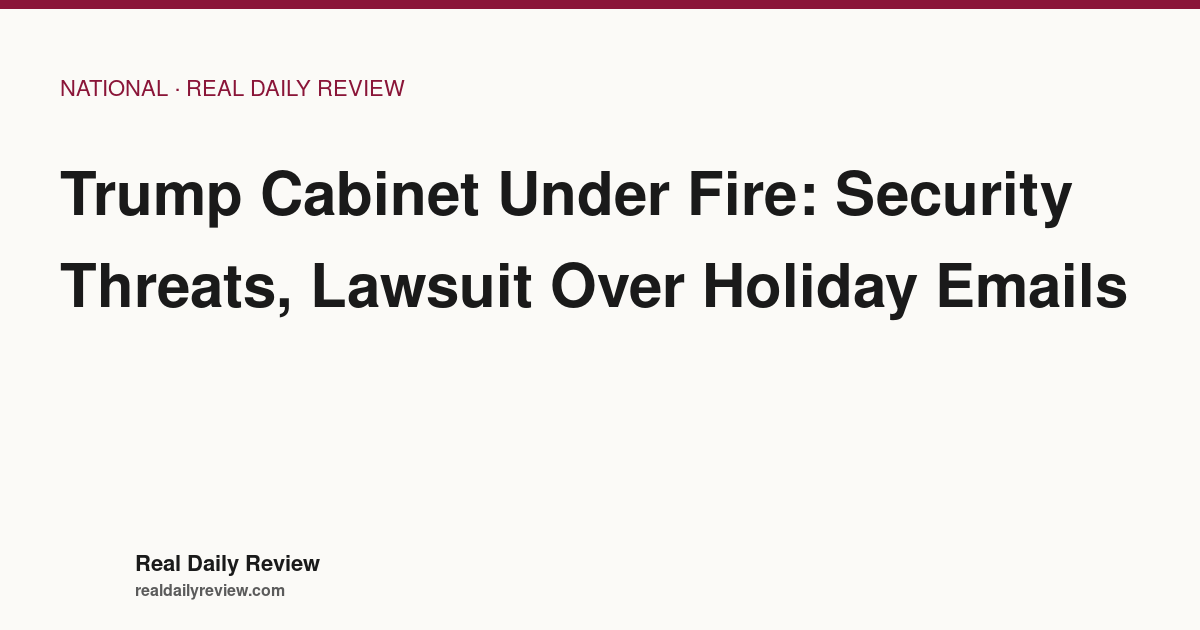 NATIONAL · REAL DAILY REVIEW
Trump Cabinet Under Fire: Security
Threats, Lawsuit Over Holiday Emails
Real Daily Review
realdailyreview.com